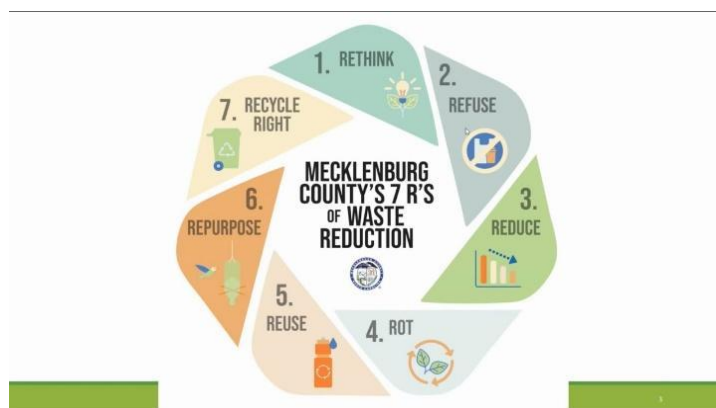 MECKLENBURG
COUNTY'S 7 R'S
OF WASTE
REDUCTION
1. RETHINK
2.
REFUSE
3.
REDUCE
4. ROT
5.
REUSE
6.
REPURPOSE
7. RECYCLE
RIGHT